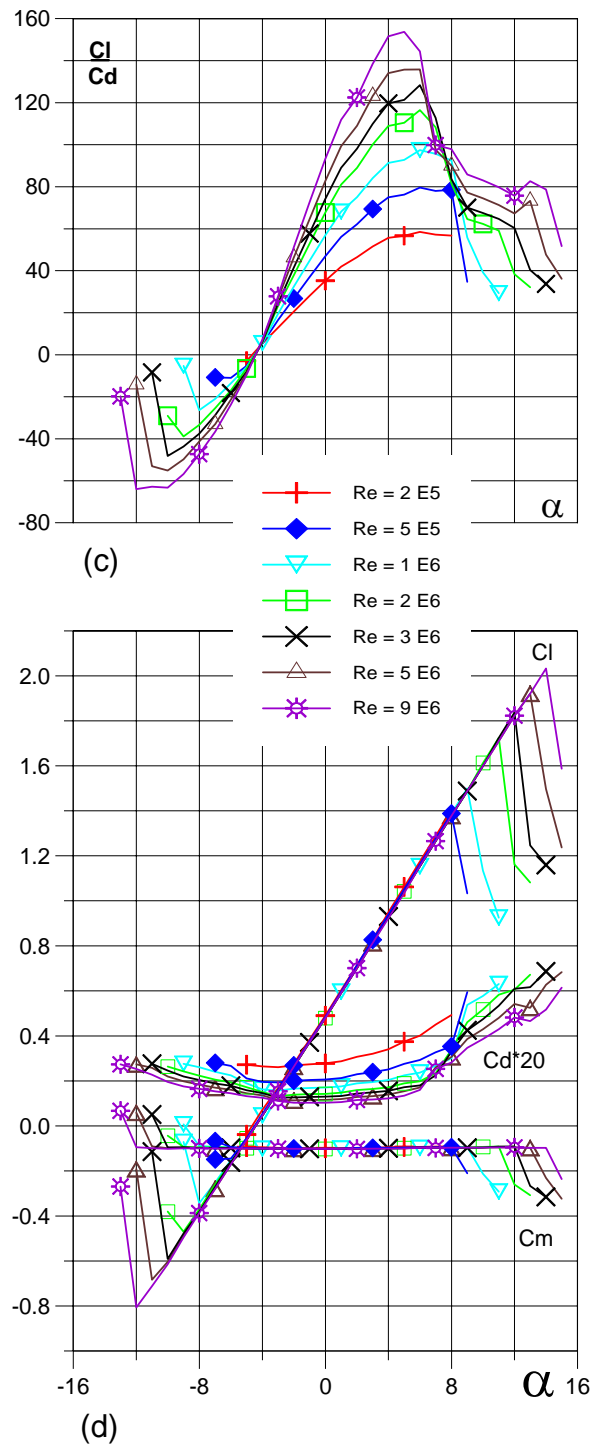 160
Cl
Cd
120
80
40
0
-40
-80
α
(c)
Re = 2 E5
Re = 5 E5
Re = 1 E6
Re = 2 E6
Re = 3 E6
Re = 5 E6
Re = 9 E6
Cl
2.0
1.6
1.2
0.8
0.4
Cd*20
0.0
-0.4
Cm
-0.8
-16 -8 0 8 α 16
(d)